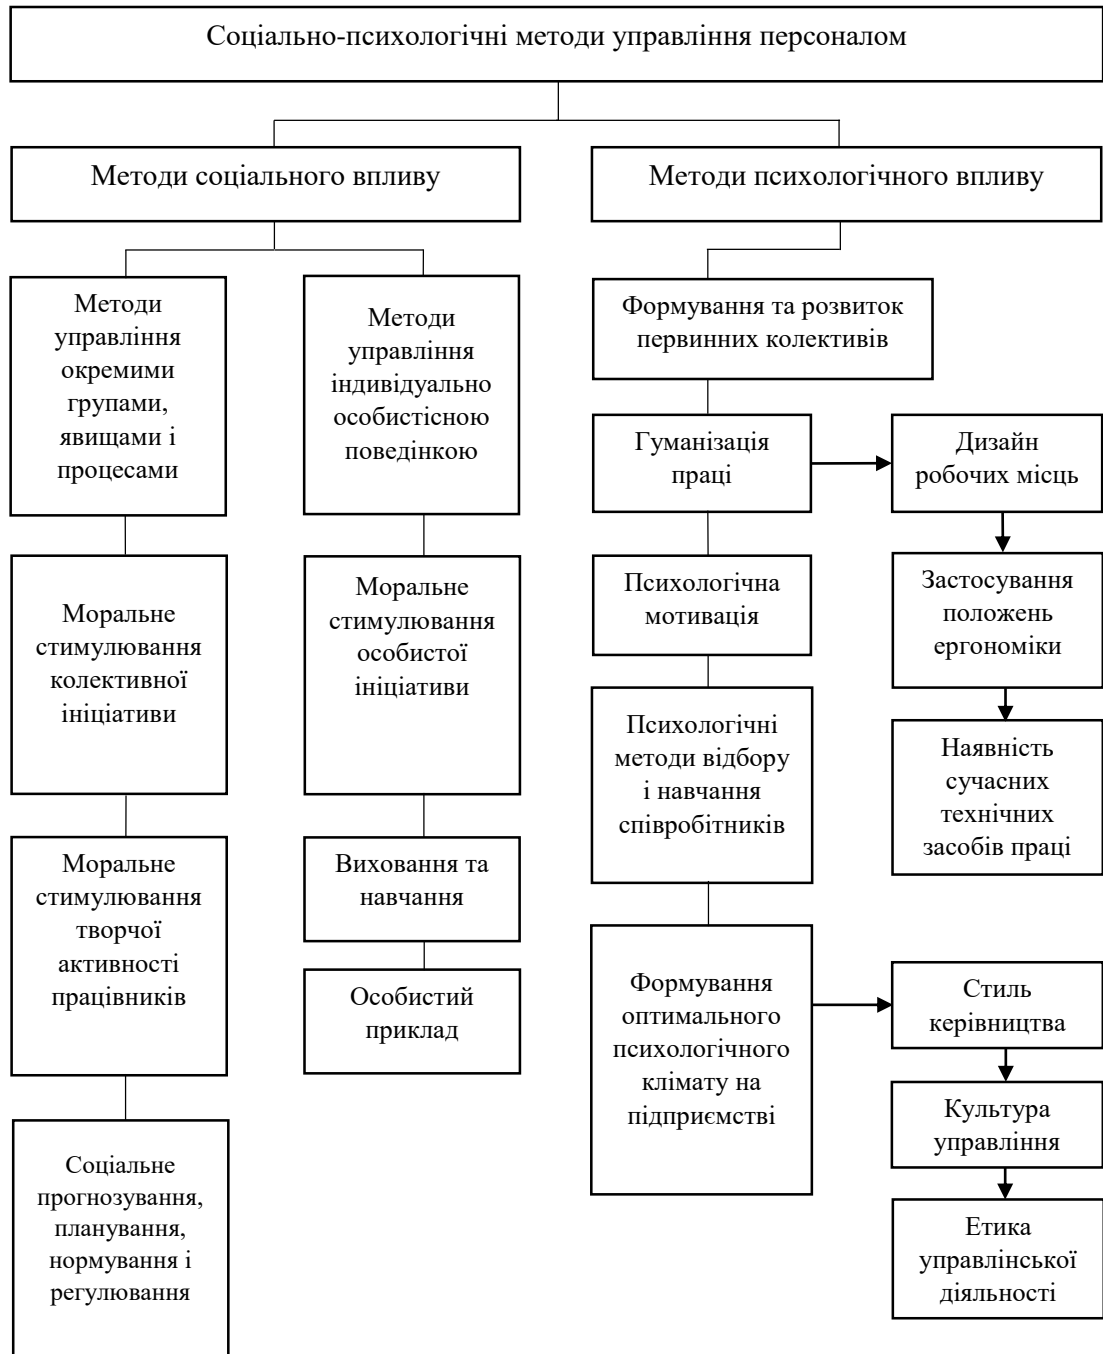 Соціально-психологічні методи управління персоналом
Методи соціального впливу
Методи психологічного впливу
Методи
управління
окремими
групами,
явищами і
процесами
Моральне
стимулювання
колективної
ініціативи
Моральне
стимулювання
творчої
активності
працівників
Соціальне
прогнозування,
планування,
нормування і
регулювання
Методи
управління
індивідуально
особистісною
поведінкою
Моральне
стимулювання
особистої
ініціативи
Виховання та
навчання
Особистий
приклад
Формування та розвиток
первинних колективів
Гуманізація
праці
Дизайн
робочих місць
Застосування
положень
ергономіки
Наявність
сучасних
технічних
засобів праці
Психологічна
мотивація
Психологічні
методи відбору
і навчання
співробітників
Формування
оптимального
психологічного
клімату на
підприємстві
Стиль
керівництва
Культура
управління
Етика
управлінської
діяльності